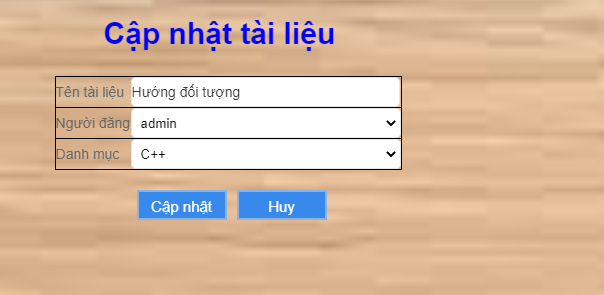 Cập nhật tài liệu
Tên tài liệu Hướng đối tượng
Người đăng admin
Danh mục C++
Cập nhật Huy